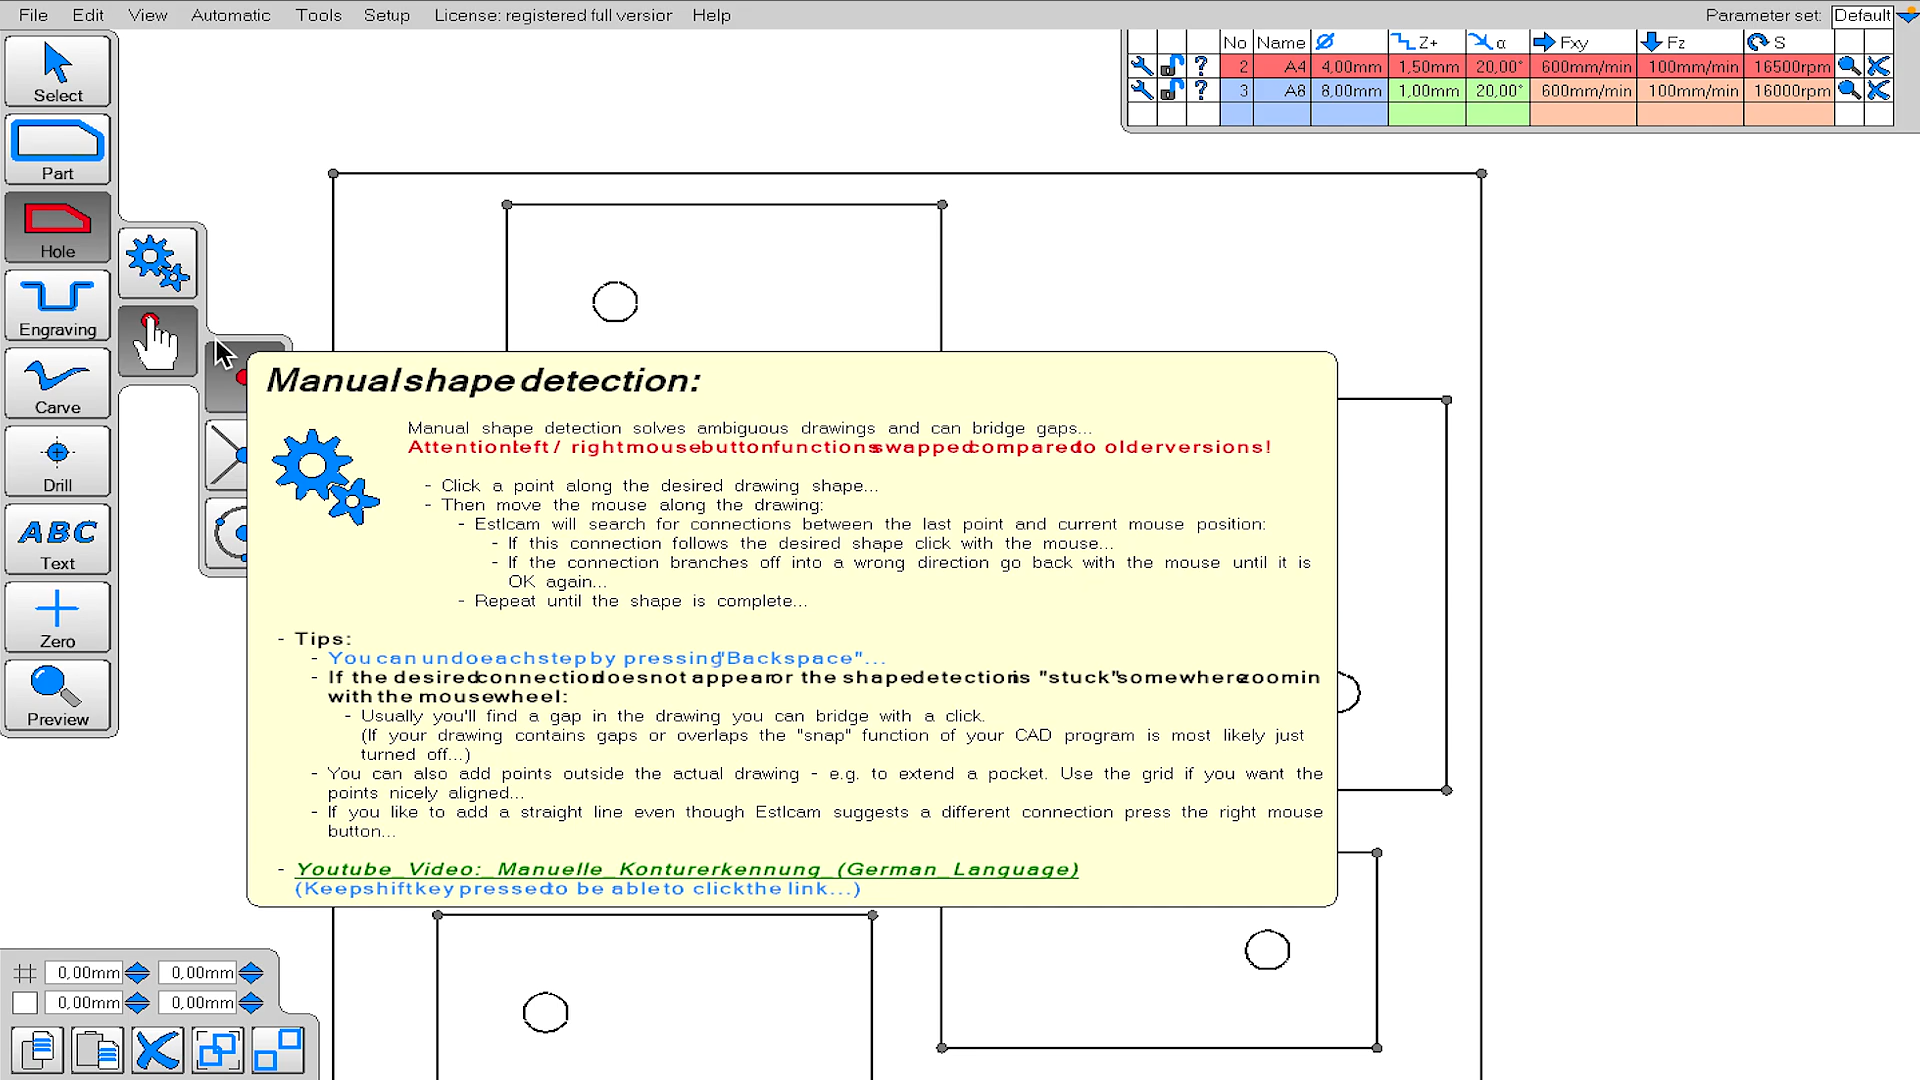 File Edit View Automatic Tools Setup License: registered full versior Help Parameter set: Default
No Name Z+ α Fxy Fz S
2 A4 4,00mm 1,50mm 20,00° 600mm/min 100mm/min 16500rpm
3 A8 8,00mm 1,00mm 20,00° 600mm/min 100mm/min 16000rpm
Select
Part
Hole
Engraving
Carve
Drill
ABC
Text
Zero
Preview
Manual shape detection:
Manual shape detection solves ambiguous drawings and can bridge gaps...
Attention: left / right mouse button functions swapped compared to older versions!
- Click a point along the desired drawing shape...
- Then move the mouse along the drawing:
- Estlcam will search for connections between the last point and current mouse position:
- If this connection follows the desired shape click with the mouse...
- If the connection branches off into a wrong direction go back with the mouse until it is
OK again...
- Repeat until the shape is complete...
- Tips:
- You can undo each step by pressing "Backspace"...
- If the desired connection does not appear or the shape detection is "stuck" somewhere zoom in
with the mousewheel:
- Usually you'll find a gap in the drawing you can bridge with a click.
(If your drawing contains gaps or overlaps the "snap" function of your CAD program is most likely just
turned off...)
- You can also add points outside the actual drawing - e.g. to extend a pocket. Use the grid if you want the
points nicely aligned...
- If you like to add a straight line even though Estlcam suggests a different connection press the right mouse
button...
- Youtube_Video:_Manuelle_Konturerkennung_(German_Language)
(Keep shift key pressed to be able to click the link...)
0,00mm 0,00mm
0,00mm 0,00mm